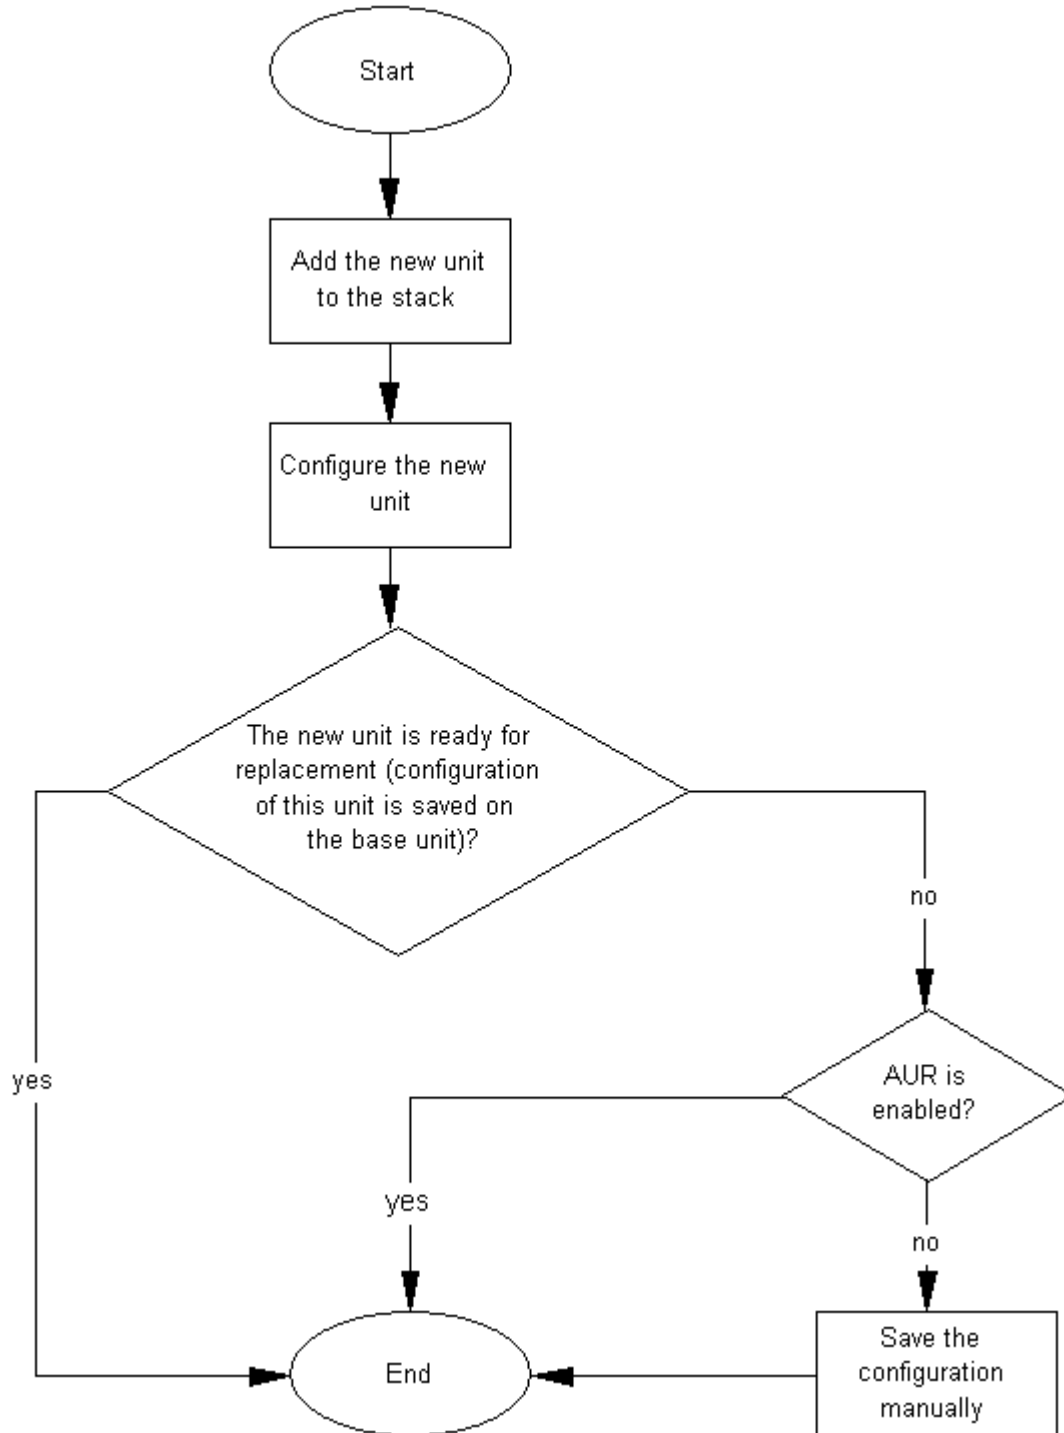 Start
Add the new unit
to the stack
Configure the new
unit
The new unit is ready for
replacement (configuration
of this unit is saved on
the base unit)?
no
yes
AUR is
enabled?
yes
no
End
Save the
configuration
manually